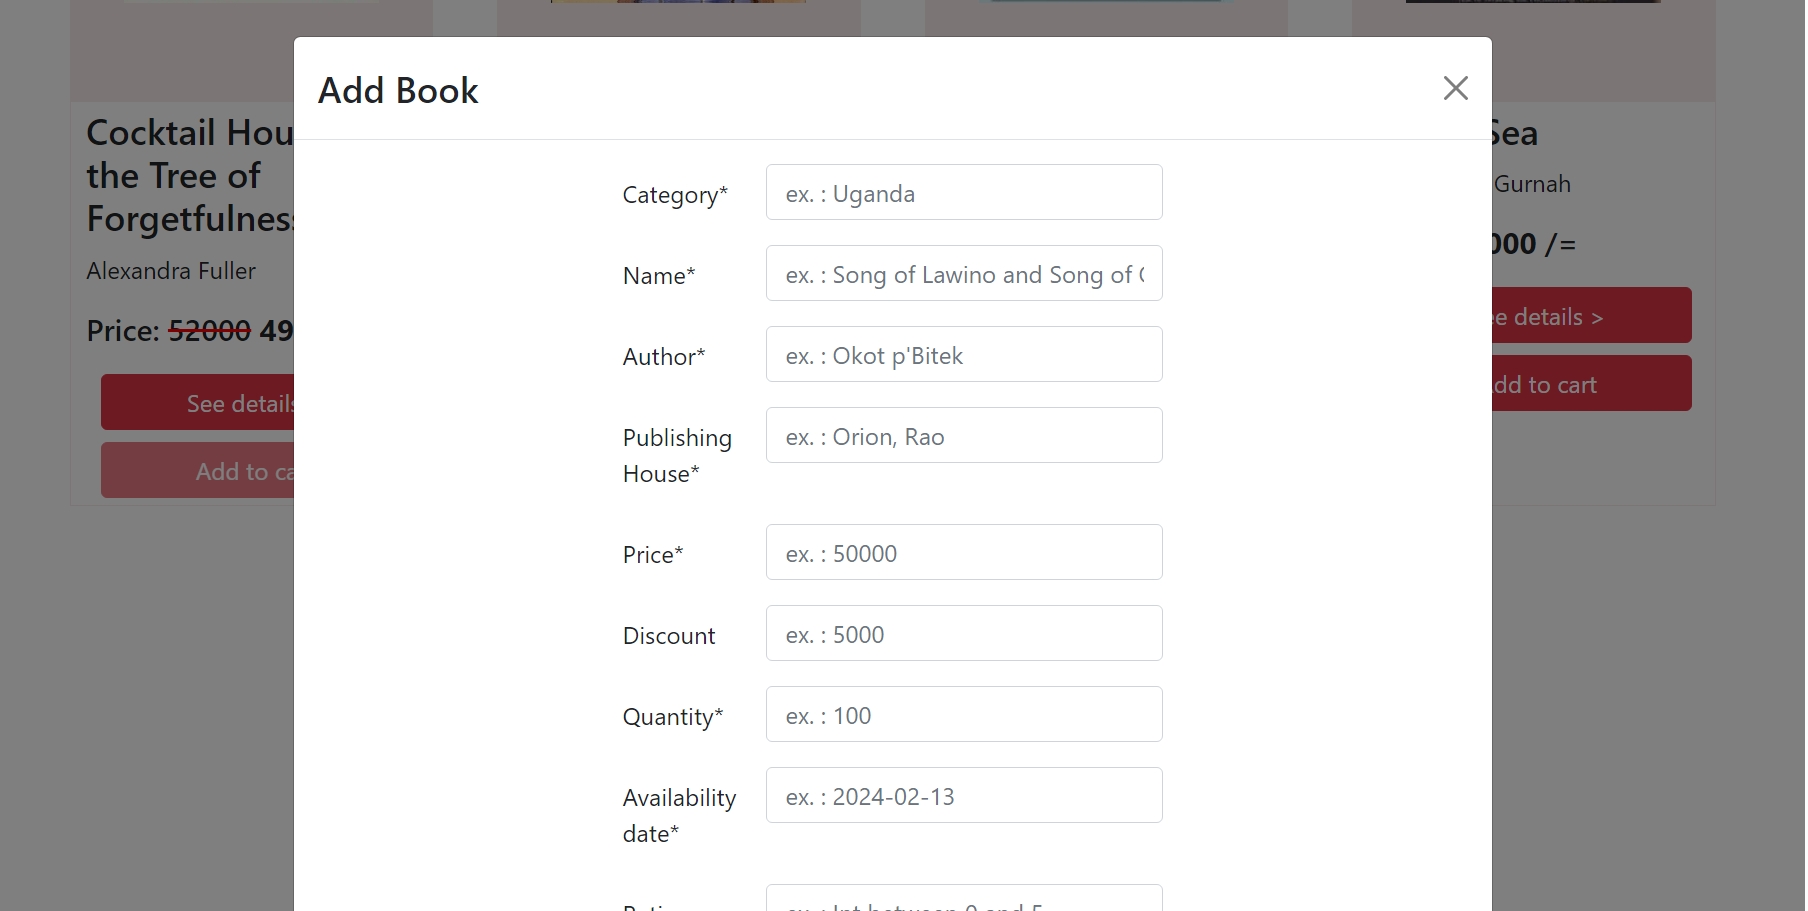 Add Book
Category*
ex. : Uganda
Name*
ex. : Song of Lawino and Song of
Author*
ex. : Okot p'Bitek
Publishing
House*
ex. : Orion, Rao
Price*
ex. : 50000
Discount
ex. : 5000
Quantity*
ex. : 100
Availability
date*
ex. : 2024-02-13
ex. : Int between 0 and 5
Cocktail Hou
the Tree of
Forgetfulness
Alexandra Fuller
Price: 52000 49
See details
Add to ca
Sea
Gurnah
000 /=
ee details >
dd to cart